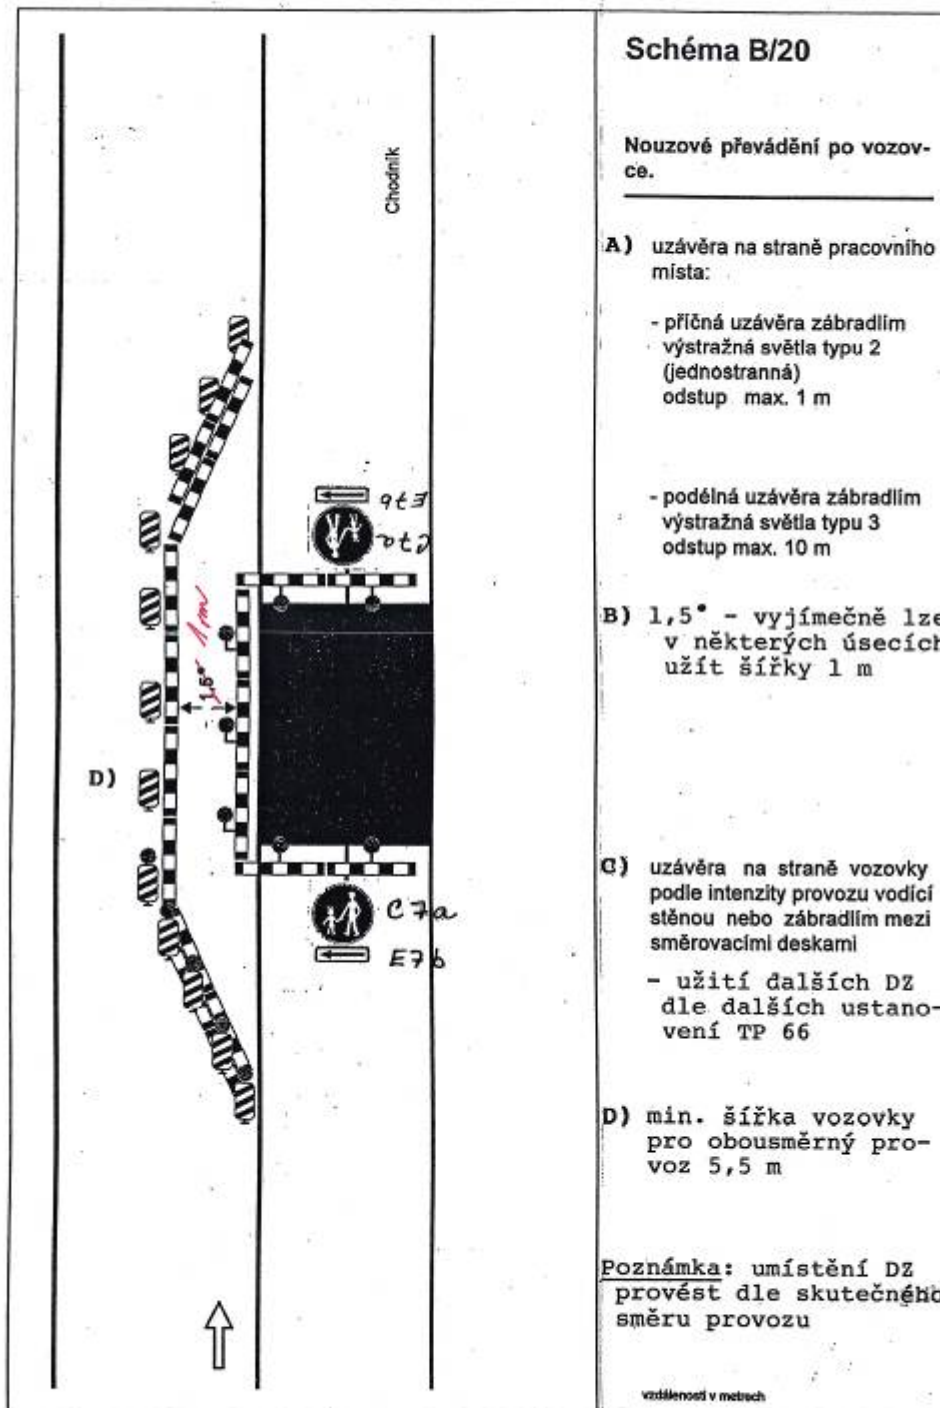 Schéma B/20
Nouzové převádění po vozov-
ce.
A) uzávěra na straně pracovního
místa:
- příčná uzávěra zábradlím
výstražná světla typu 2
(jednostranná)
odstup max. 1 m
- podélná uzávěra zábradlím
výstražná světla typu 3
odstup max. 10 m
B) 1,5• - vyjímečně lze
v některých úsecích
užít šířky 1 m
C) uzávěra na straně vozovky
podle intenzity provozu vodící
stěnou nebo zábradlím mezi
směrovacími deskami
- užití dalších DZ
dle dalších ustano-
vení TP 66
D) min. šířka vozovky
pro obousměrný pro-
voz 5,5 m
Poznámka: umístění DZ
provést dle skutečného
směru provozu
vzdálenosti v metrech
Chodník
E7b
C7a
1,5•
1m
D)
C7a
E7b